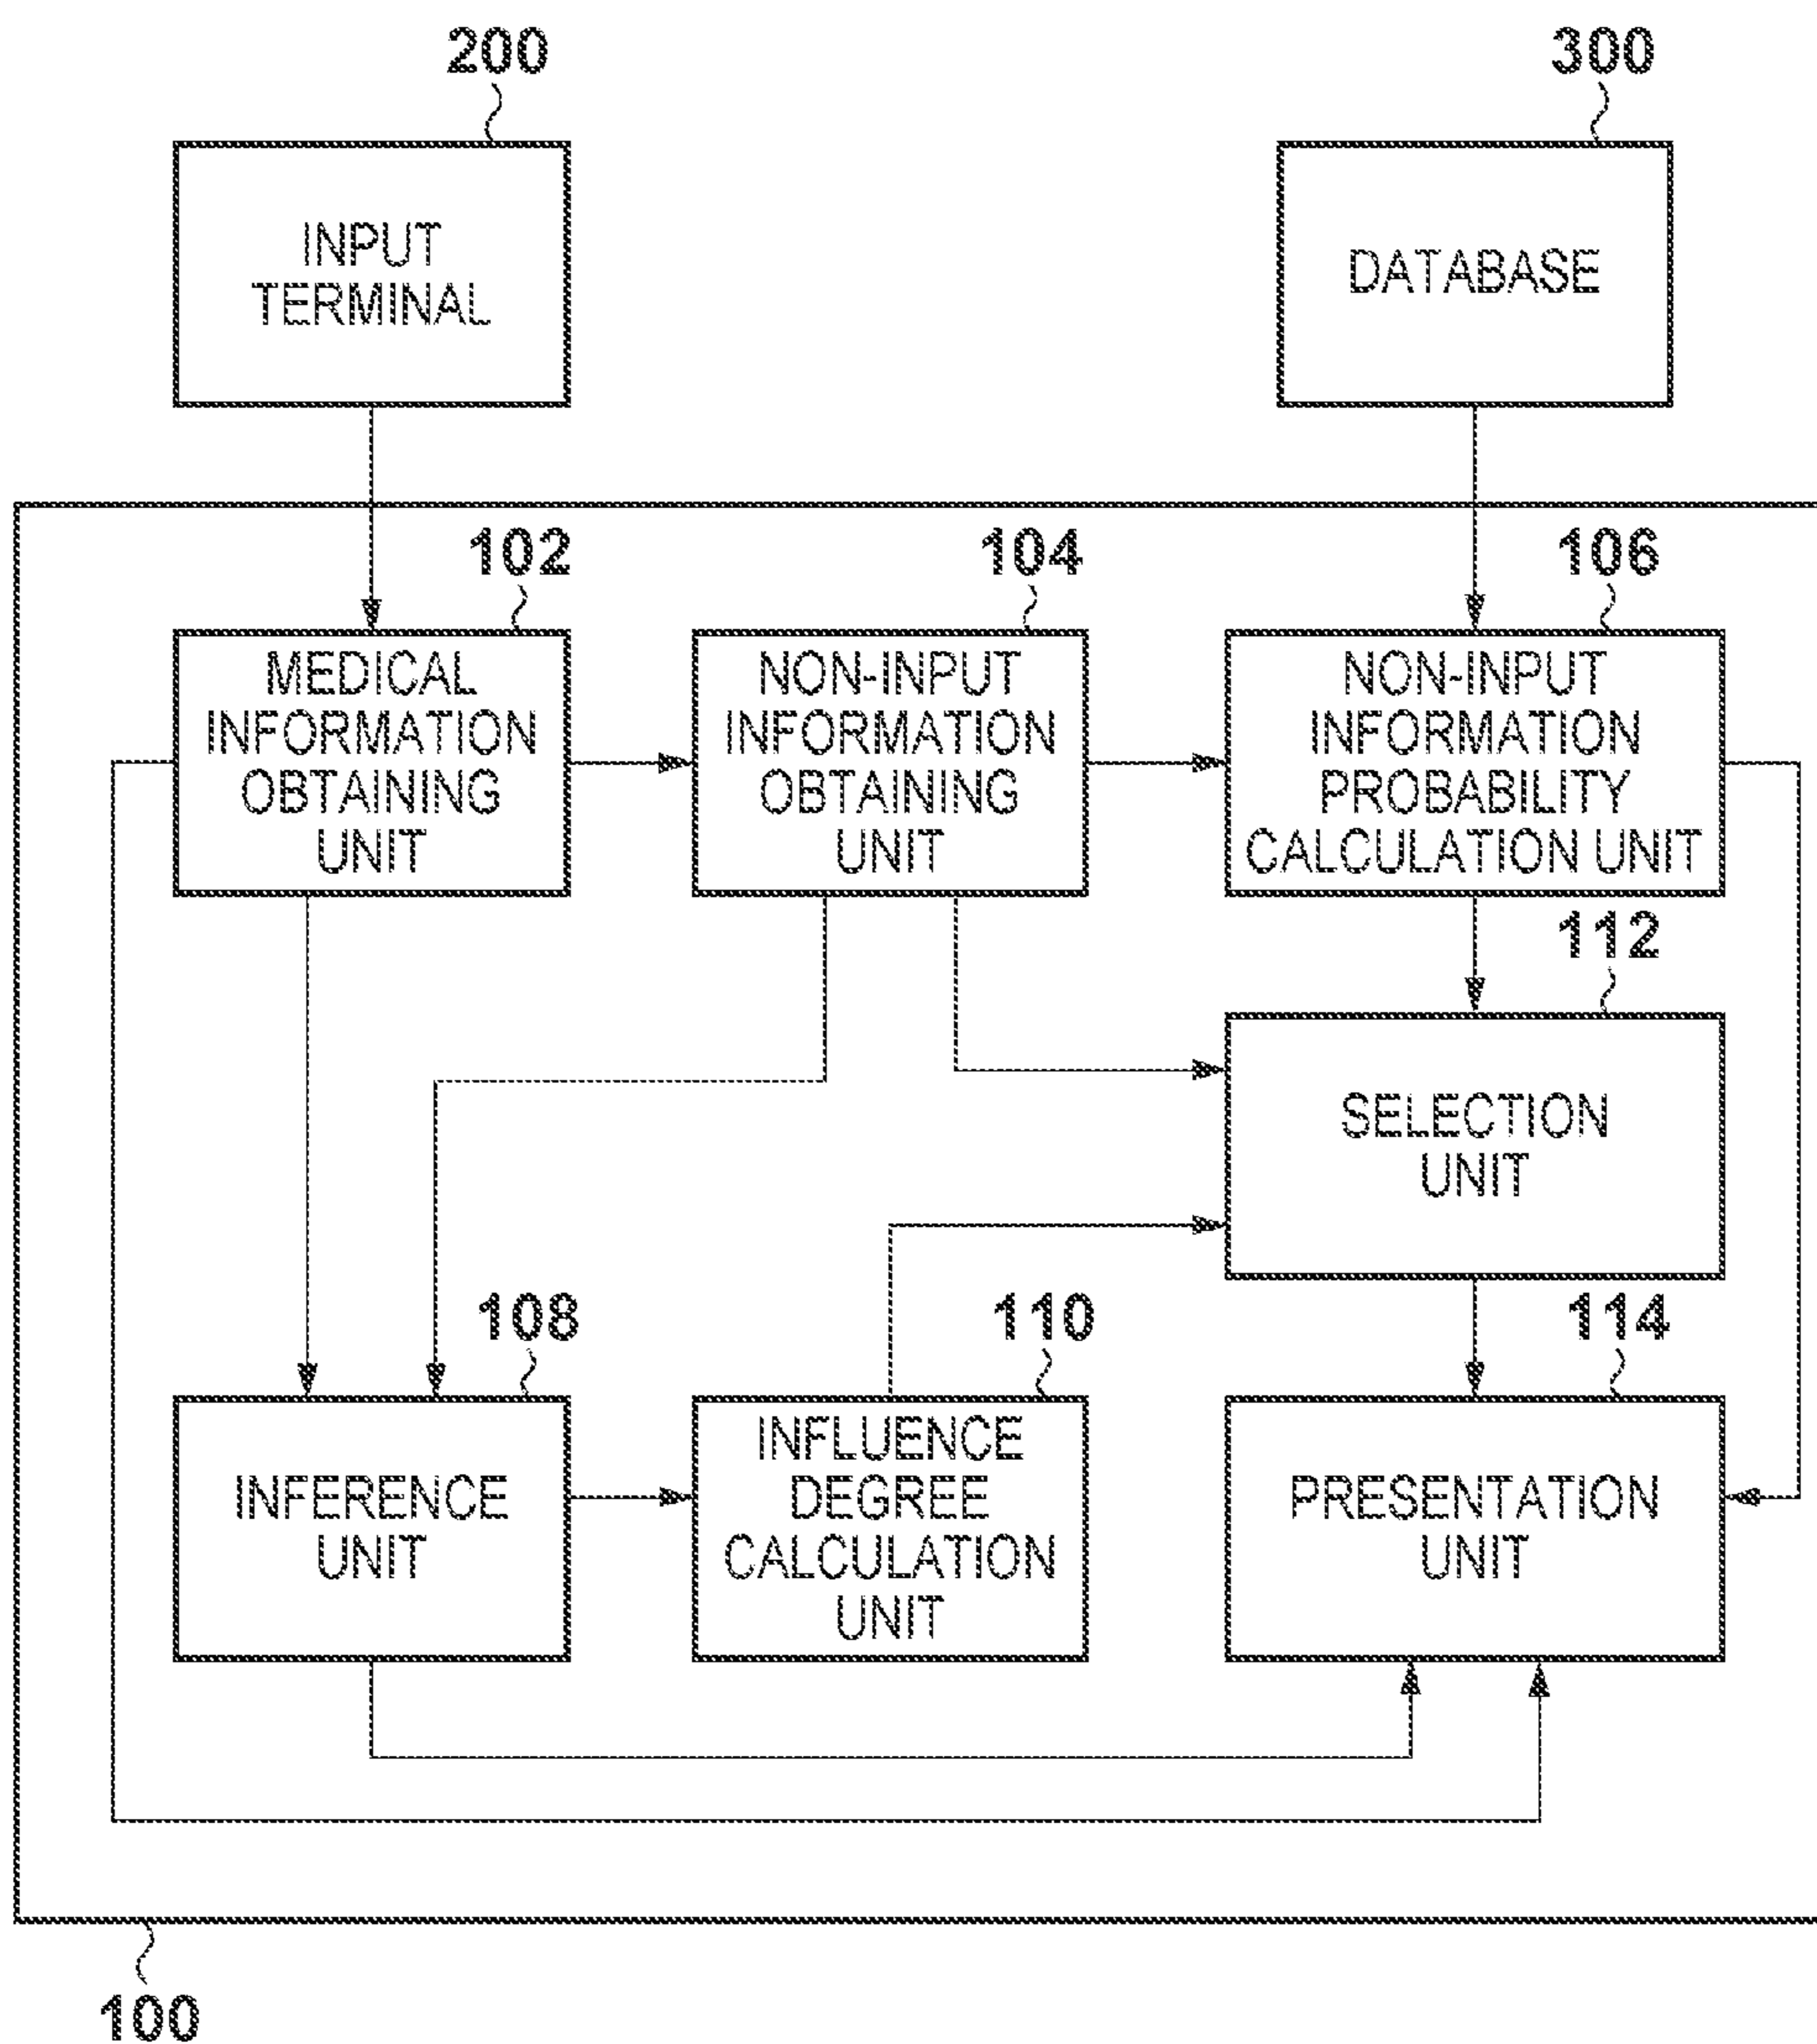 200
300
INPUT
TERMINAL
DATABASE
102
104
106
MEDICAL
INFORMATION
OBTAINING
UNIT
NON-INPUT
INFORMATION
OBTAINING
UNIT
NON-INPUT
INFORMATION
PROBABILITY
CALCULATION UNIT
112
SELECTION
UNIT
108
110
114
INFERENCE
UNIT
INFLUENCE
DEGREE
CALCULATION
UNIT
PRESENTATION
UNIT
100